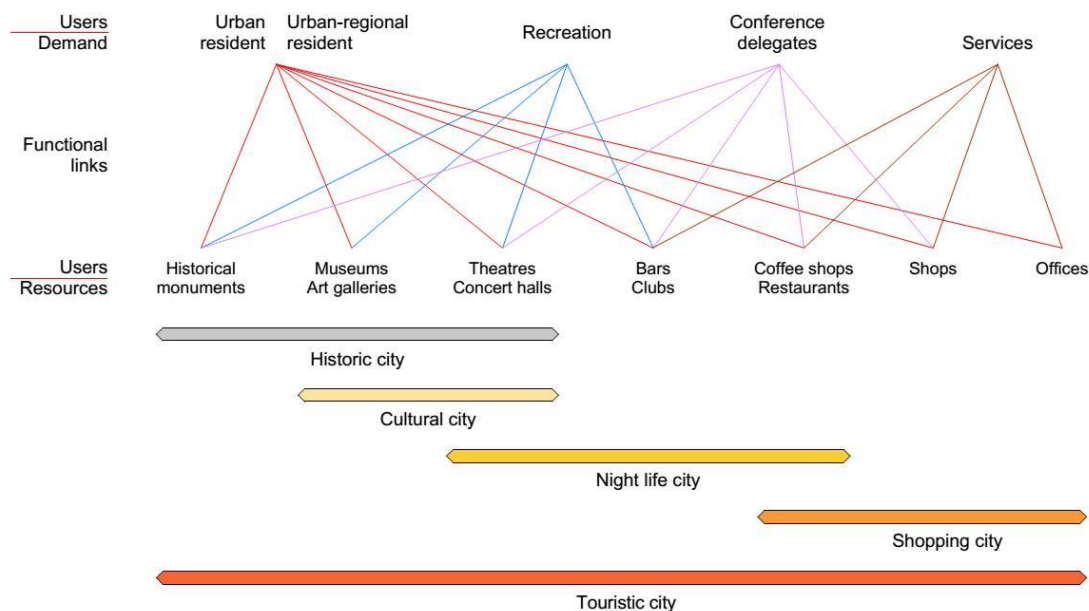 Users
Demand
Urban
resident
Urban-regional
resident
Recreation
Conference
delegates
Services
Functional
links
Users
Resources
Historical
monuments
Museums
Art galleries
Theatres
Concert halls
Bars
Clubs
Coffee shops
Restaurants
Shops
Offices
Historic city
Cultural city
Night life city
Shopping city
Touristic city